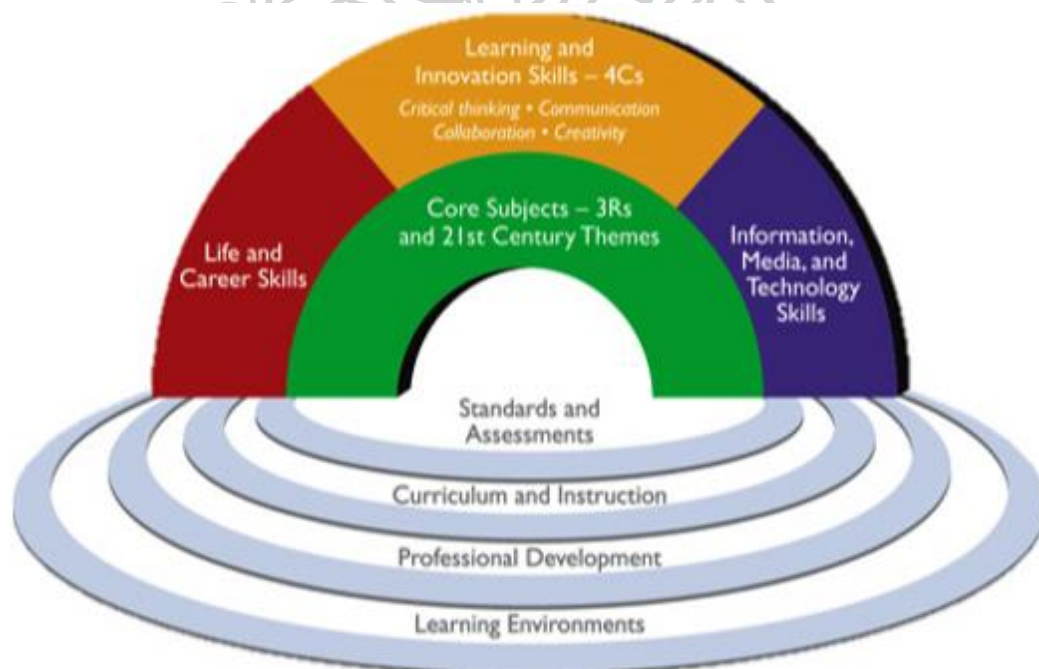 Learning and
Innovation Skills – 4Cs
Critical thinking • Communication
Collaboration • Creativity
Core Subjects – 3Rs
and 21st Century Themes
Life and
Career Skills
Information,
Media, and
Technology
Skills
Standards and
Assessments
Curriculum and Instruction
Professional Development
Learning Environments